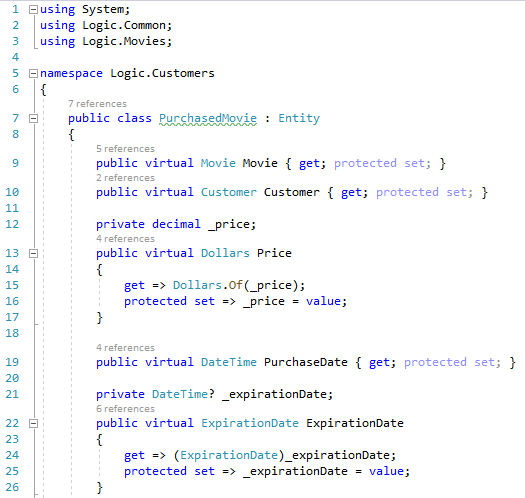 1 using System;
2 using Logic.Common;
3 using Logic.Movies;
4
5 namespace Logic.Customers
6 {
7 references
7 public class PurchasedMovie : Entity
8 {
5 references
9 public virtual Movie Movie { get; protected set; }
2 references
10 public virtual Customer Customer { get; protected set; }
11
12 private decimal _price;
4 references
13 public virtual Dollars Price
14 {
15 get => Dollars.Of(_price);
16 protected set => _price = value;
17 }
18
4 references
19 public virtual DateTime PurchaseDate { get; protected set; }
20
21 private DateTime? _expirationDate;
6 references
22 public virtual ExpirationDate ExpirationDate
23 {
24 get => (ExpirationDate)_expirationDate;
25 protected set => _expirationDate = value;
26 }